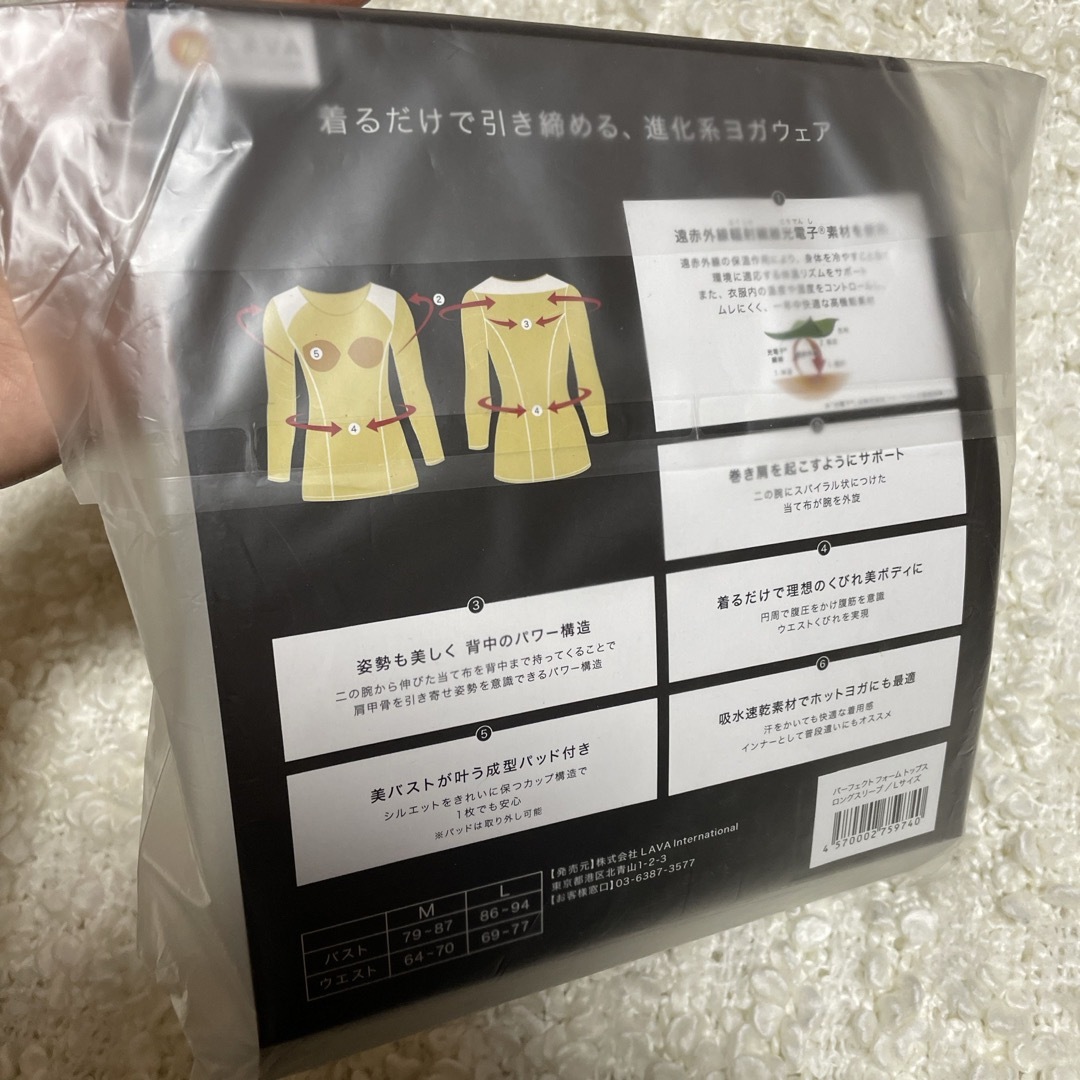 着るだけで引き締める、進化系ヨガウェア
①
遠赤外線輻射 光電子®素材を
遠赤外線の保温作用により、身体を冷やすこと
環境に適応する保温リズムをサポート
また、衣服内の温度や湿度をコントロールし、
ムレにくく、一年中快適な高機能素材
光電子®
②
③
④
⑤
④
巻き肩を起こすようにサポート
二の腕にスパイラル状につけた
当て布が腕を外旋
④
着るだけで理想のくびれ美ボディに
円周で腹圧をかけ腹筋を意識
ウエストくびれを実現
③
姿勢も美しく 背中のパワー構造
二の腕から伸びた当て布を背中まで持ってくることで
肩甲骨を引き寄せ姿勢を意識できるパワー構造
⑥
吸水速乾素材でホットヨガにも最適
汗をかいても快適な着用感
インナーとして普段遣いにもオススメ
⑤
美バストが叶う成型パッド付き
シルエットをきれいに保つカップ構造で
1枚でも安心
※パッドは取り外し可能
パーフェクト フォーム トップス
ロングスリーブ／Lサイズ
4 570002 759740
【発売元】株式会社 LAVA International
東京都港区北青山1-2-3
【お客様窓口】03-6387-3577
M L
バスト 79~87 86~94
ウエスト 64~70 69~77